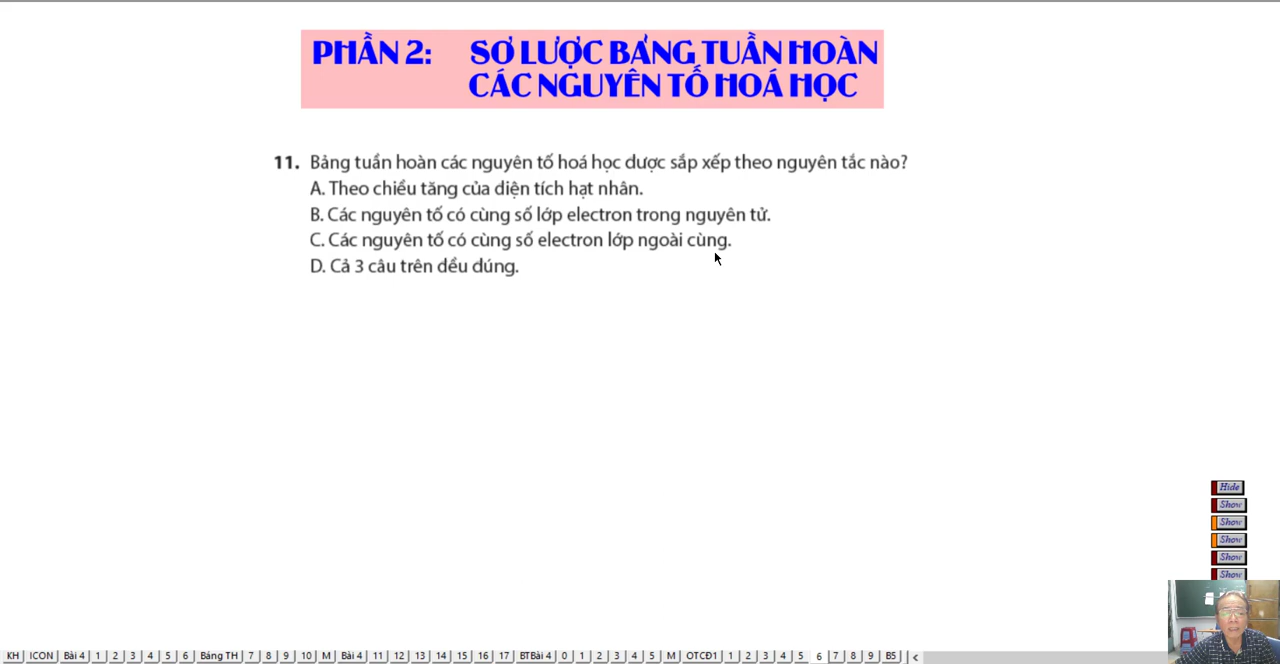 PHẦN 2: SƠ LƯỢC BẢNG TUẦN HOÀN
CÁC NGUYÊN TỐ HOÁ HỌC
11. Bảng tuần hoàn các nguyên tố hoá học được sắp xếp theo nguyên tắc nào?
A. Theo chiều tăng của điện tích hạt nhân.
B. Các nguyên tố có cùng số lớp electron trong nguyên tử.
C. Các nguyên tố có cùng số electron lớp ngoài cùng.
D. Cả 3 câu trên đều đúng.
Hide
Show
Show
Show
Show
Show
KH ICON Bài 4 1 2 3 4 5 6 Bảng TH 7 8 9 10 M Bài 4 11 12 13 14 15 16 17 BTBài 4 0 1 2 3 4 5 M OTCĐ1 1 2 3 4 5 6 7 8 9 B5 <